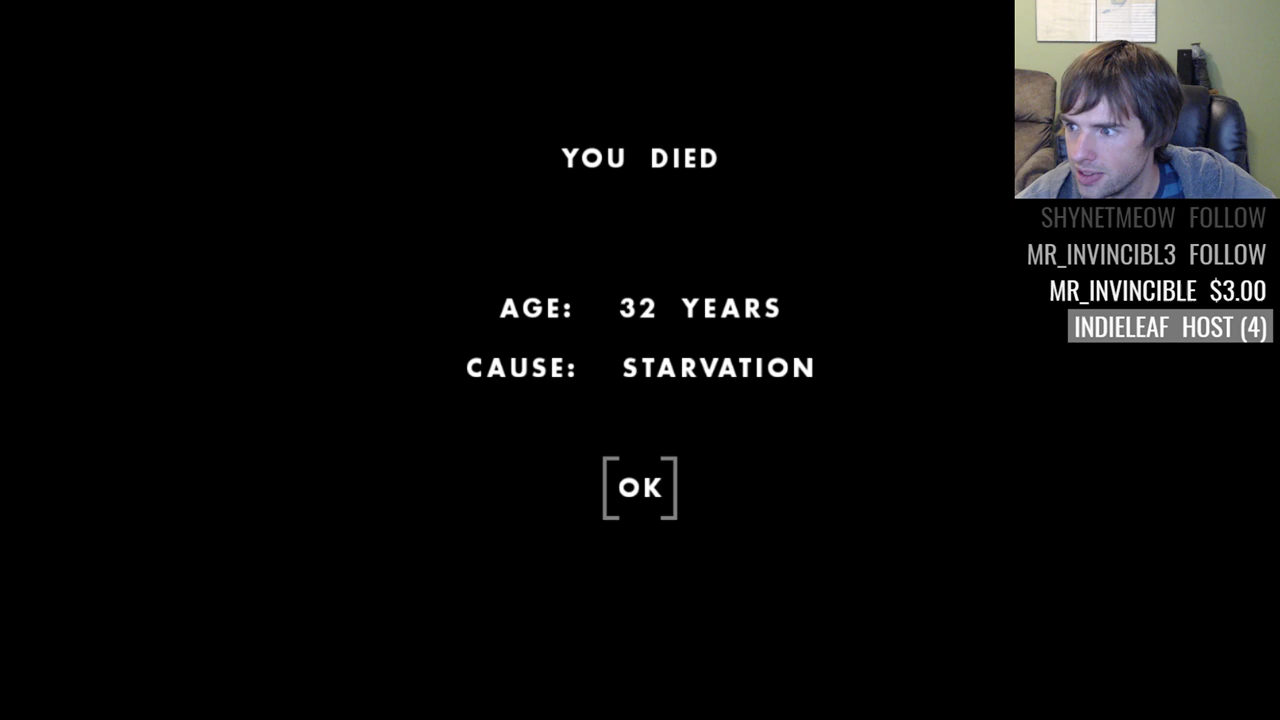 YOU DIED
AGE: 32 YEARS
CAUSE: STARVATION
[OK]
SHYNETMEOW FOLLOW
MR_INVINCIBL3 FOLLOW
MR_INVINCIBLE $3.00
INDIELEAF HOST (4)